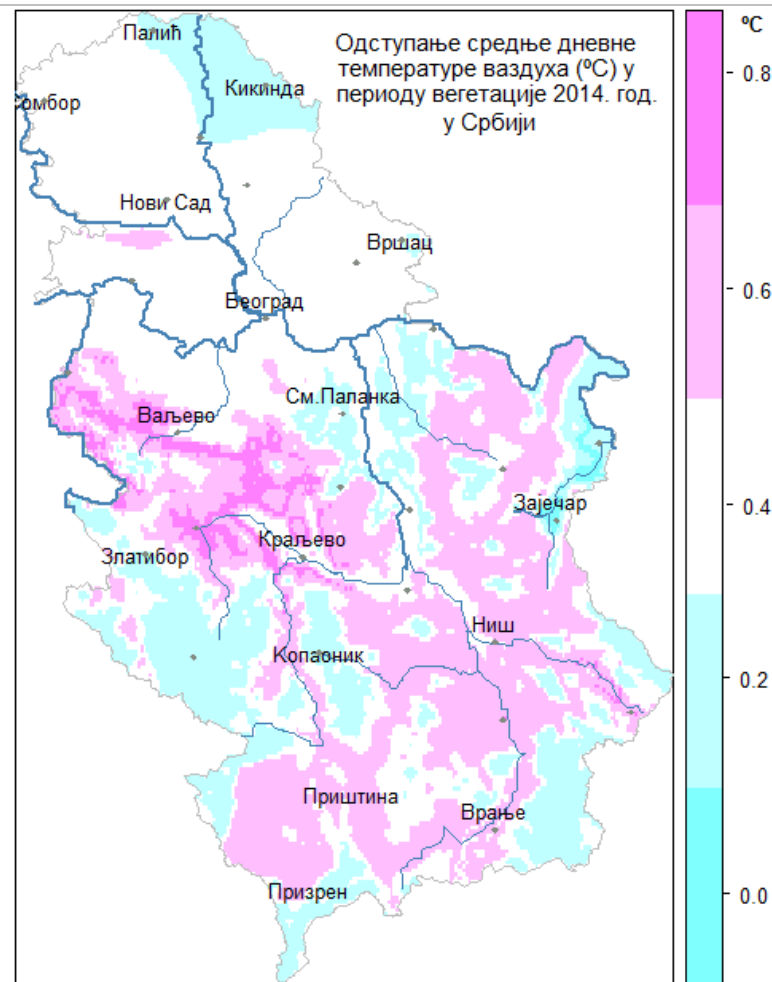 Одступање средње дневне
температуре ваздуха (ºС) у
периоду вегетације 2014. год.
у Србији
ºC
0.8
0.6
0.4
0.2
0.0
Палић
Кикинда
омбор
Нови Сад
Вршац
Београд
См.Паланка
Ваљево
Зајечар
Краљево
Златибор
Ниш
Копаоник
Приштина
Врање
Призрен